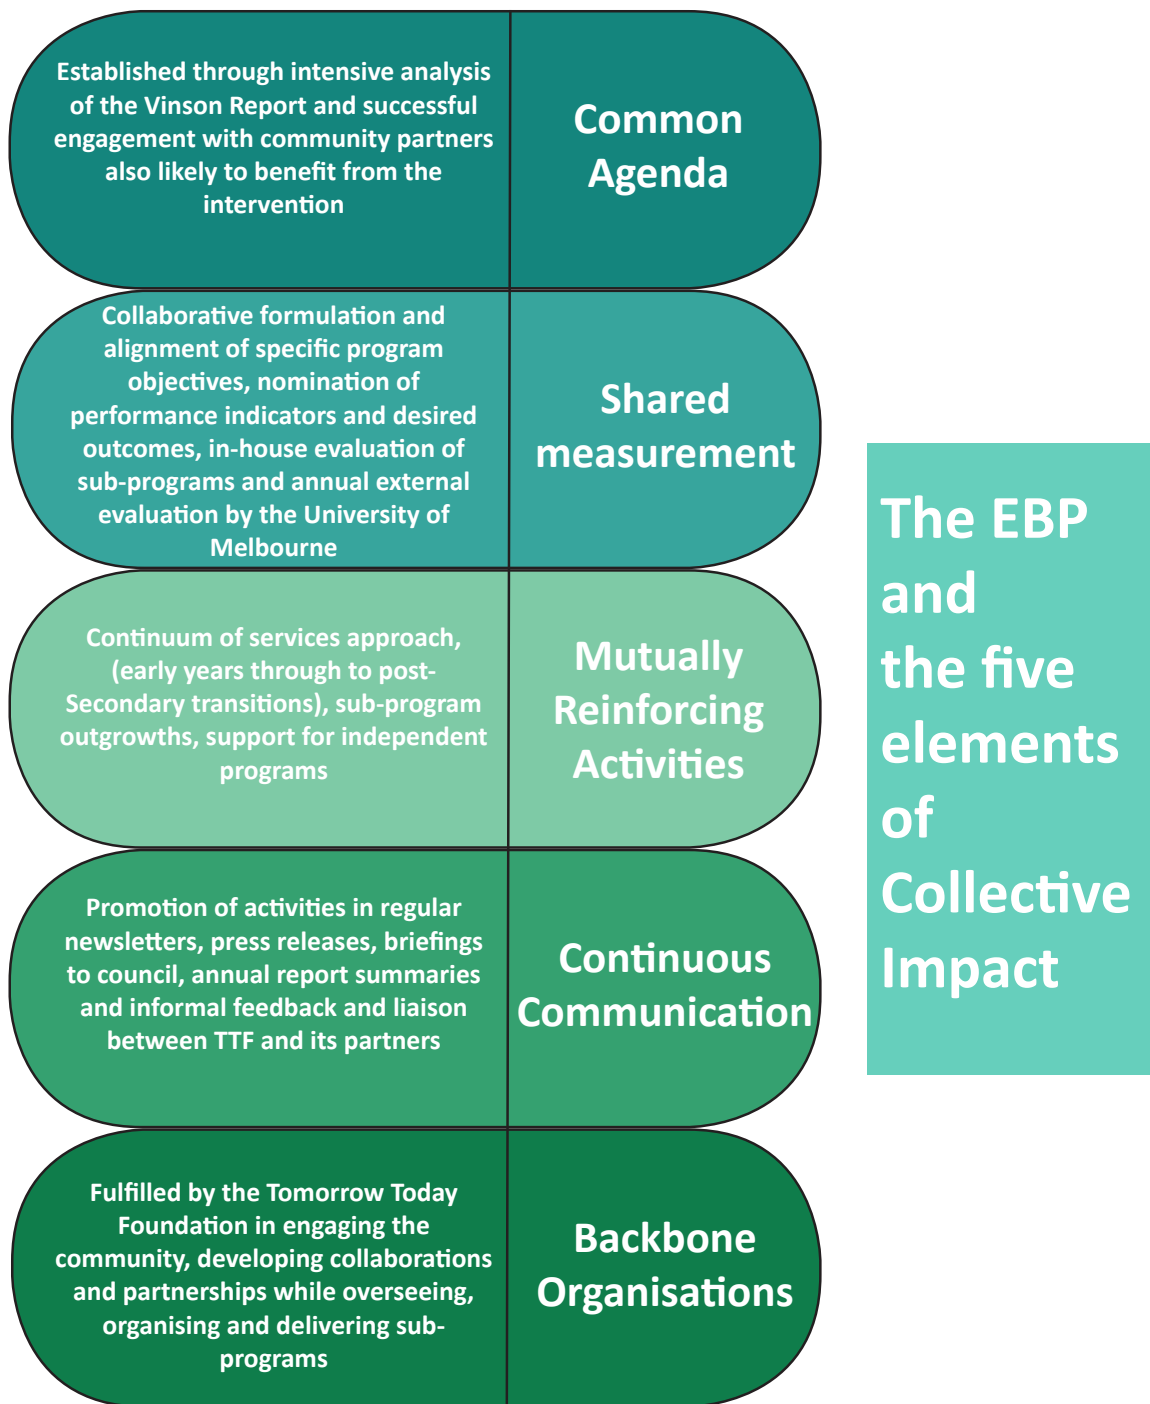 Established through intensive analysis
of the Vinson Report and successful
engagement with community partners
also likely to benefit from the
intervention
Common
Agenda
Collaborative formulation and
alignment of specific program
objectives, nomination of
performance indicators and desired
outcomes, in-house evaluation of
sub-programs and annual external
evaluation by the University of
Melbourne
Shared
measurement
Continuum of services approach,
(early years through to post-
Secondary transitions), sub-program
outgrowths, support for independent
programs
Mutually
Reinforcing
Activities
Promotion of activities in regular
newsletters, press releases, briefings
to council, annual report summaries
and informal feedback and liaison
between TTF and its partners
Continuous
Communication
Fulfilled by the Tomorrow Today
Foundation in engaging the
community, developing collaborations
and partnerships while overseeing,
organising and delivering sub-
programs
Backbone
Organisations
The EBP
and
the five
elements
of
Collective
Impact